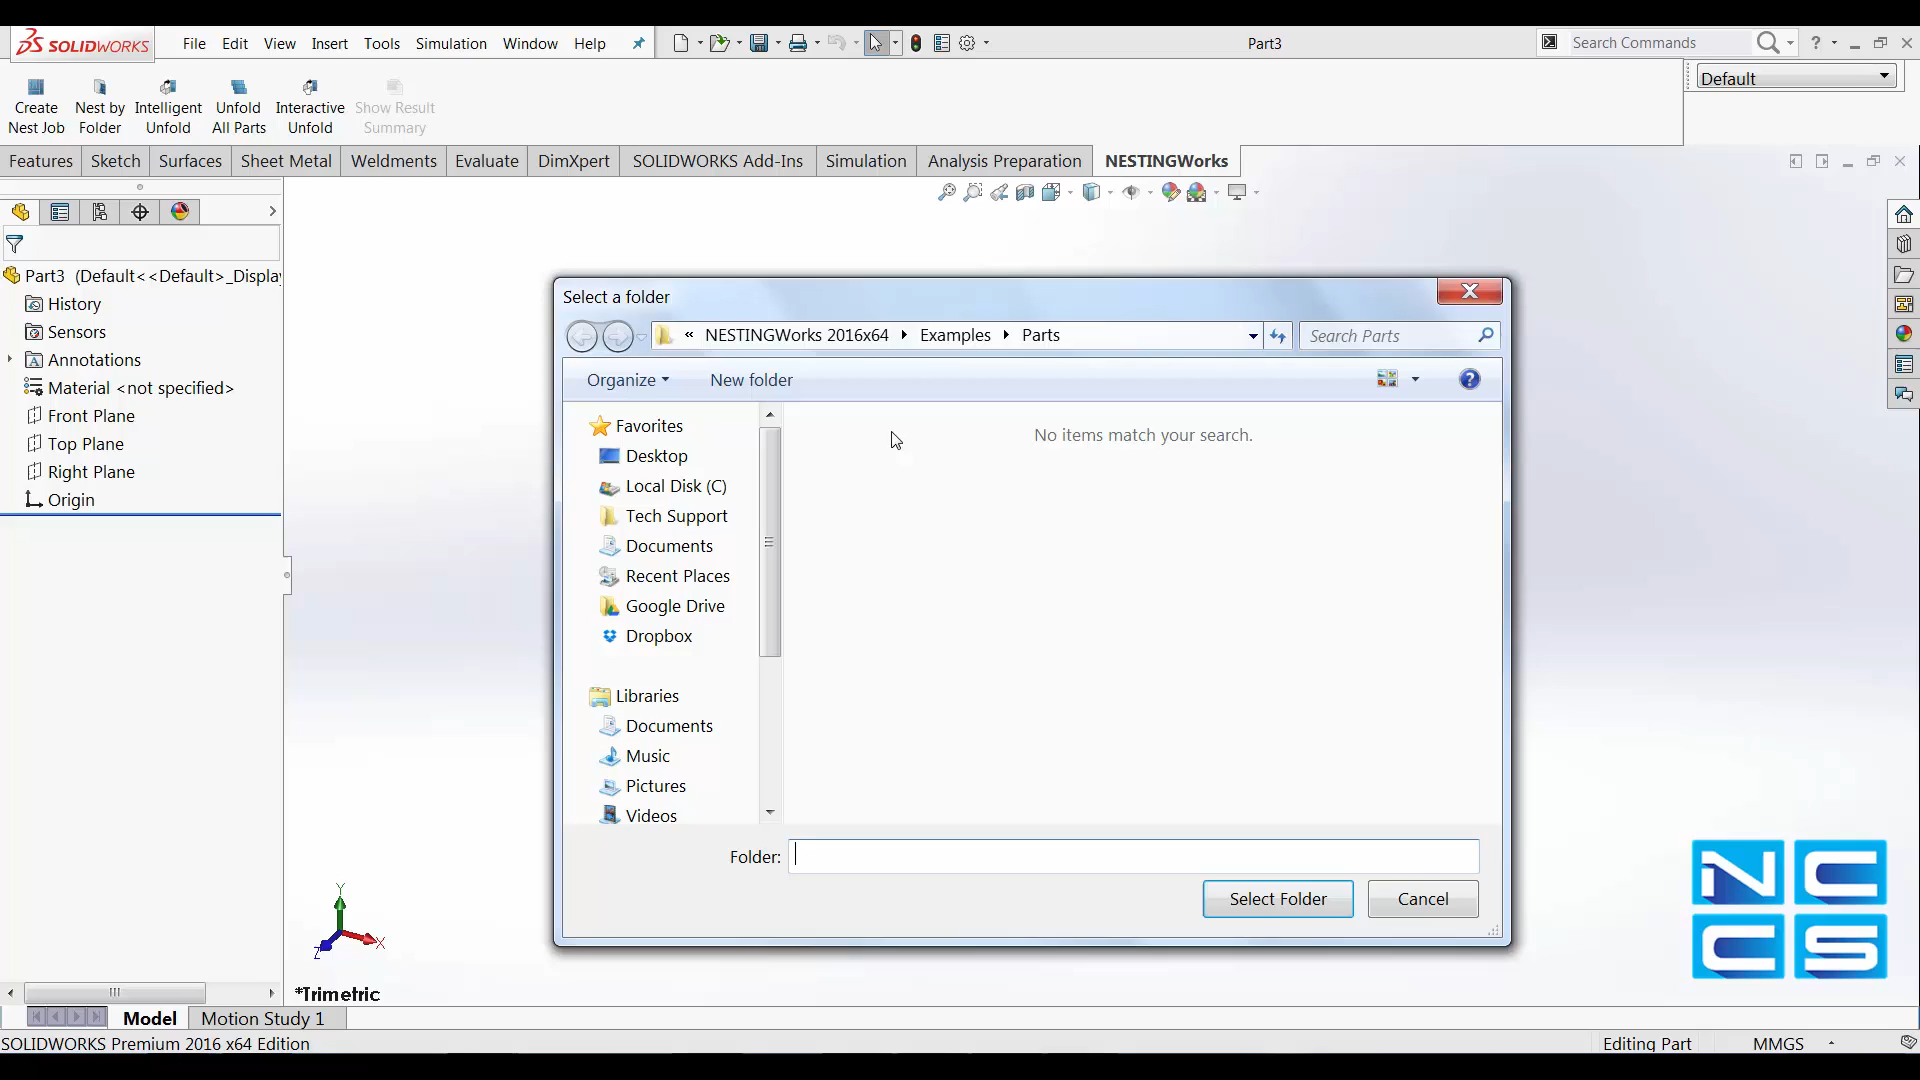 SOLIDWORKS File Edit View Insert Tools Simulation Window Help Part3 Search Commands ?
Default
Create Nest Job
Nest by Folder
Intelligent Unfold
Unfold All Parts
Interactive Unfold
Show Result Summary
Features Sketch Surfaces Sheet Metal Weldments Evaluate DimXpert SOLIDWORKS Add-Ins Simulation Analysis Preparation NESTINGWorks
Part3 (Default<<Default>_Displa
History
Sensors
Annotations
Material <not specified>
Front Plane
Top Plane
Right Plane
Origin
Select a folder
« NESTINGWorks 2016x64 Examples Parts Search Parts
Organize New folder ?
Favorites
Desktop
Local Disk (C)
Tech Support
Documents
Recent Places
Google Drive
Dropbox
Libraries
Documents
Music
Pictures
Videos
No items match your search.
Folder:
Select Folder Cancel
NC
CS
Y
X
Z
*Trimetric
Model Motion Study 1
SOLIDWORKS Premium 2016 x64 Edition Editing Part MMGS